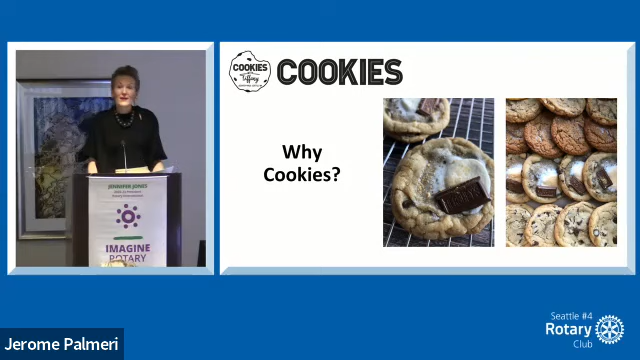 COOKIES
Tiffany
COOKIES
Why
Cookies?
JENNIFER JONES
IMAGINE
ROTARY
Seattle #4
Rotary
Club
Jerome Palmeri